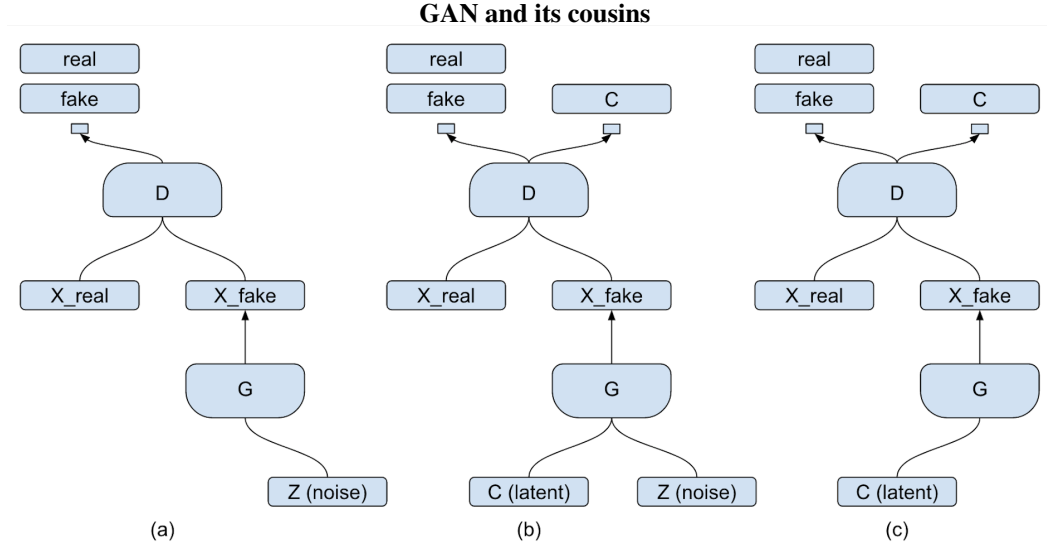 GAN and its cousins
real
fake
D
X_real
X_fake
G
Z (noise)
(a)
real
fake
C
D
X_real
X_fake
G
C (latent)
Z (noise)
(b)
real
fake
C
D
X_real
X_fake
G
C (latent)
(c)